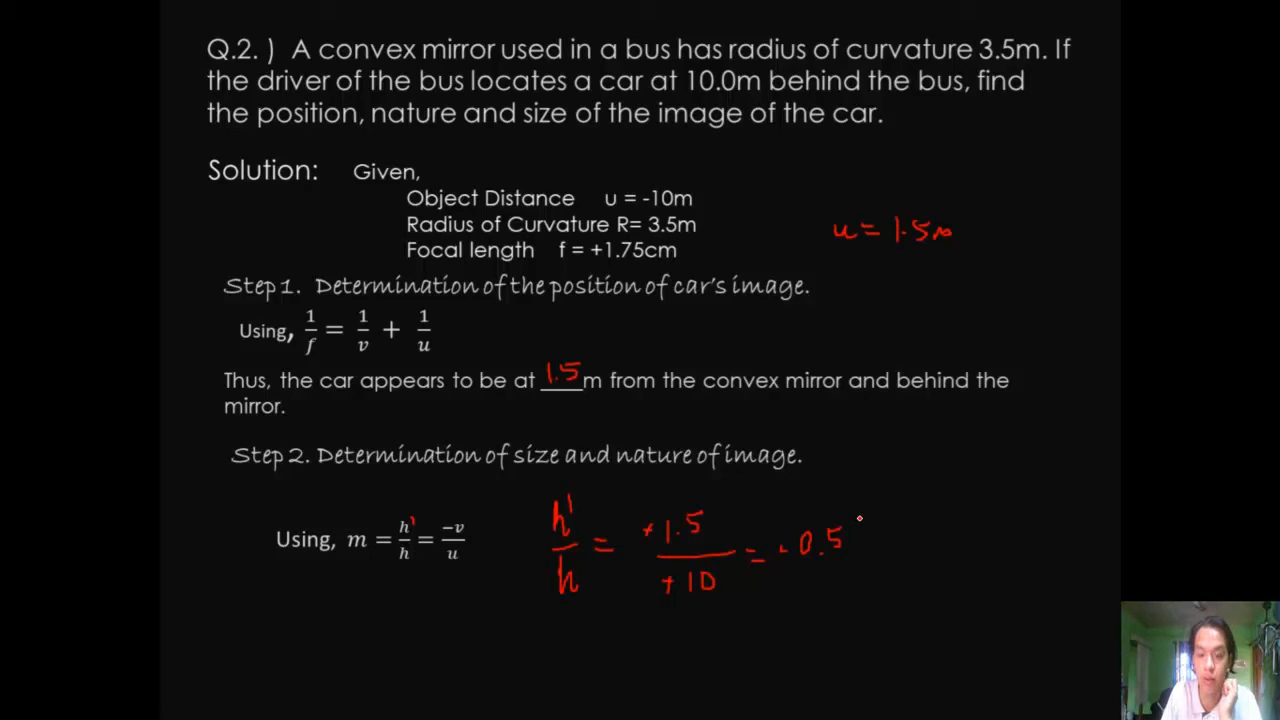 Q.2. ) A convex mirror used in a bus has radius of curvature 3.5m. If
the driver of the bus locates a car at 10.0m behind the bus, find
the position, nature and size of the image of the car.
Solution: Given,
Object Distance u = -10m
Radius of Curvature R= 3.5m
u = 1.5m
Focal length f = +1.75cm
Step 1. Determination of the position of car's image.
Using, 1/f = 1/v + 1/u
Thus, the car appears to be at 1.5 m from the convex mirror and behind the
mirror.
Step 2. Determination of size and nature of image.
Using, m = h'/h = -v/u
h'/h = +1.5/+10 = -0.5